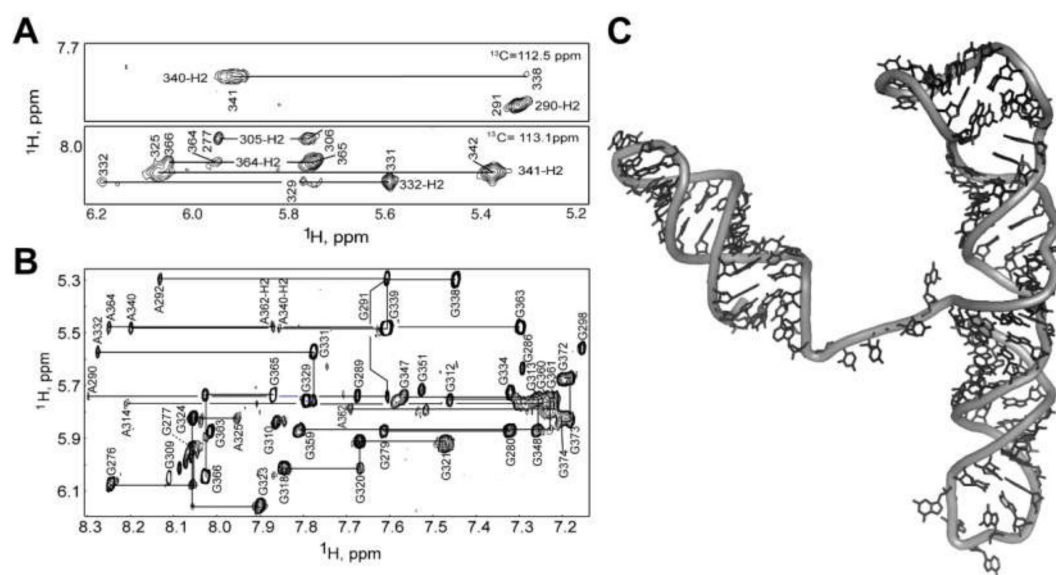 A
C
7.7
¹³C=112.5 ppm
340-H2
338
341
291
290-H2
¹H, ppm
8.0
¹³C= 113.1ppm
325
366
364
277
305-H2
306
365
342
332
364-H2
331
341-H2
329
332-H2
6.2
6.0
5.8
5.6
5.4
5.2
¹H, ppm
B
5.3
5.5
5.7
5.9
6.1
¹H, ppm
A292
G291
G339
G338
A364
A340
A362-H2
A340-H2
G363
A332
G331
G298
A290
G365
G329
G289
G347
G351
G312
G334
G286
G313
G360
G361
G372
A314
G277
G324
A325
G303
G310
A362
G359
G279
G321
G280
G348
G374
G373
G276
G309
G366
G323
G318
G320
8.3
8.2
8.1
8.0
7.9
7.8
7.7
7.6
7.5
7.4
7.3
7.2
¹H, ppm